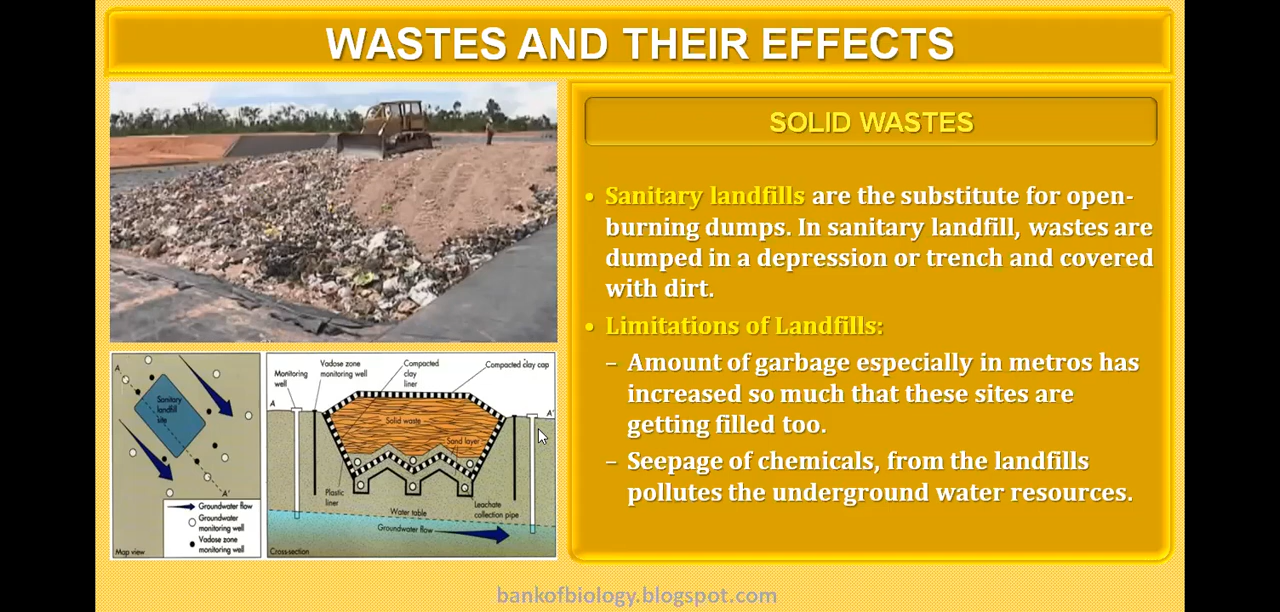 WASTES AND THEIR EFFECTS
SOLID WASTES
• Sanitary landfills are the substitute for open-
burning dumps. In sanitary landfill, wastes are
dumped in a depression or trench and covered
with dirt.
• Limitations of Landfills:
– Amount of garbage especially in metros has
increased so much that these sites are
getting filled too.
– Seepage of chemicals, from the landfills
pollutes the underground water resources.
A
Sanitary
landfill
site
A'
Groundwater flow
Groundwater
monitoring well
Vadose zone
monitoring well
Map view
Monitoring
well
Vadose zone
monitoring well
Compacted
clay
liner
Compacted clay cap
A
A'
Solid waste
Sand layer
Plastic
liner
Leachate
collection pipe
Water table
Groundwater flow
Cross-section
bankofbiology.blogspot.com